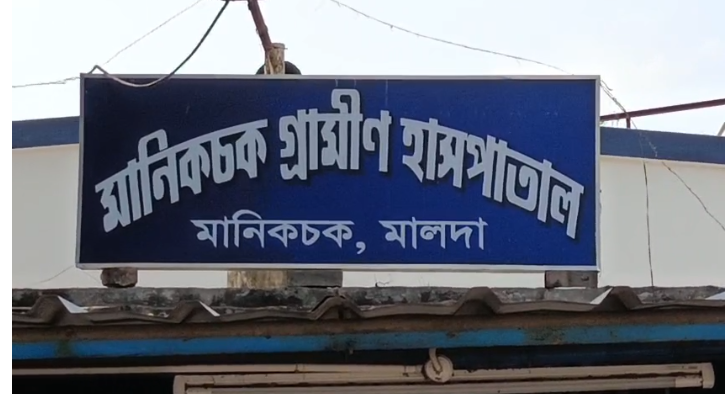 মানিকচক গ্রামীণ হাসপাতাল
মানিকচক, মালদা